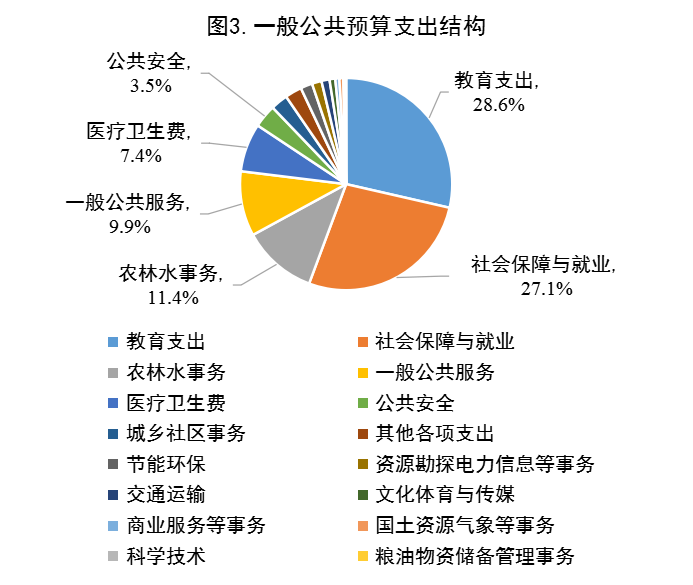 图3. 一般公共预算支出结构
公共安全,
3.5%
教育支出,
28.6%
医疗卫生费,
7.4%
一般公共服务,
9.9%
农林水事务,
11.4%
社会保障与就业,
27.1%
教育支出
社会保障与就业
农林水事务
一般公共服务
医疗卫生费
公共安全
城乡社区事务
其他各项支出
节能环保
资源勘探电力信息等事务
交通运输
文化体育与传媒
商业服务等事务
国土资源气象等事务
科学技术
粮油物资储备管理事务